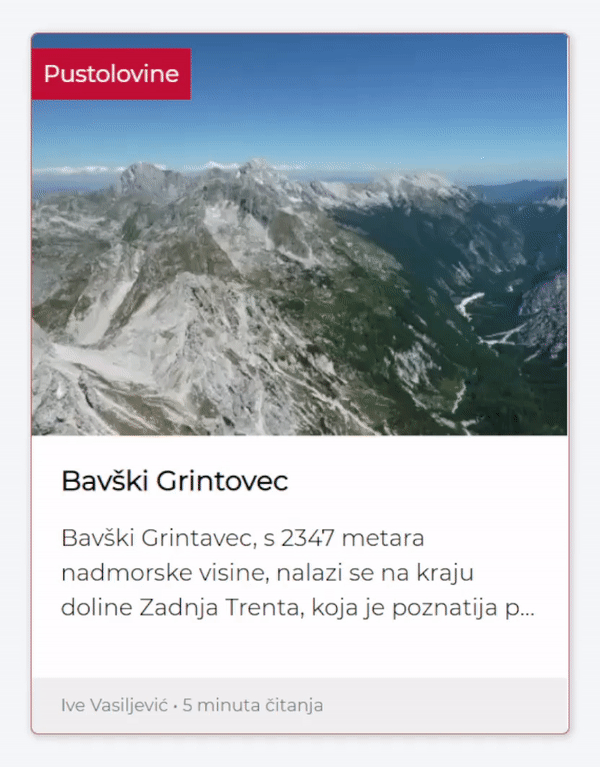 Pustolovine
Bavški Grintovec
Bavški Grintavec, s 2347 metara
nadmorske visine, nalazi se na kraju
doline Zadnja Trenta, koja je poznatija p...
Ive Vasiljević • 5 minuta čitanja